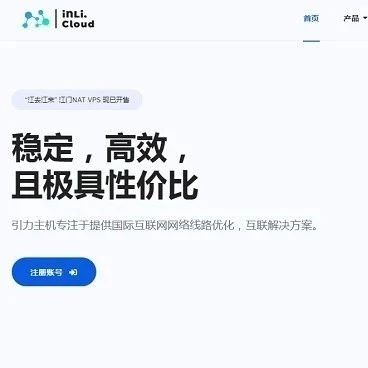 inLi.
Cloud
首页
产品
"江去江来" 江门NAT VPS 现已开售
稳定，高效，
且极具性价比
引力主机专注于提供国际互联网网络线路优化，互联解决方案。
注册账号